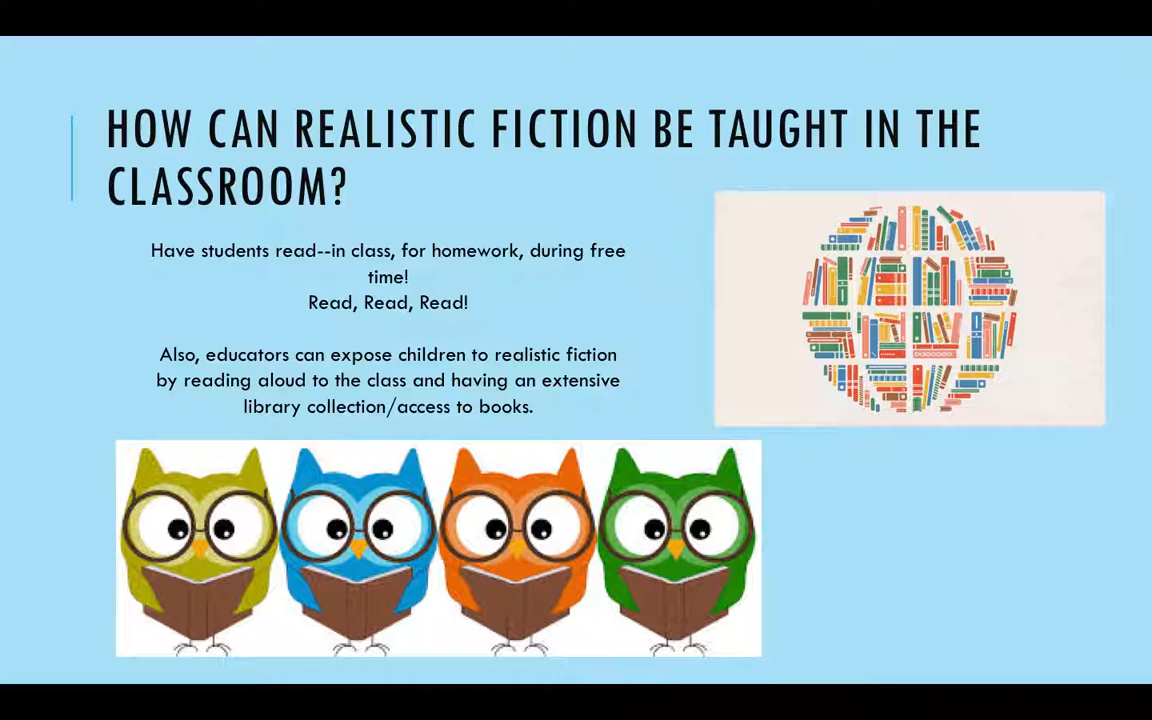 HOW CAN REALISTIC FICTION BE TAUGHT IN THE
CLASSROOM?
Have students read--in class, for homework, during free
time!
Read, Read, Read!
Also, educators can expose children to realistic fiction
by reading aloud to the class and having an extensive
library collection/access to books.